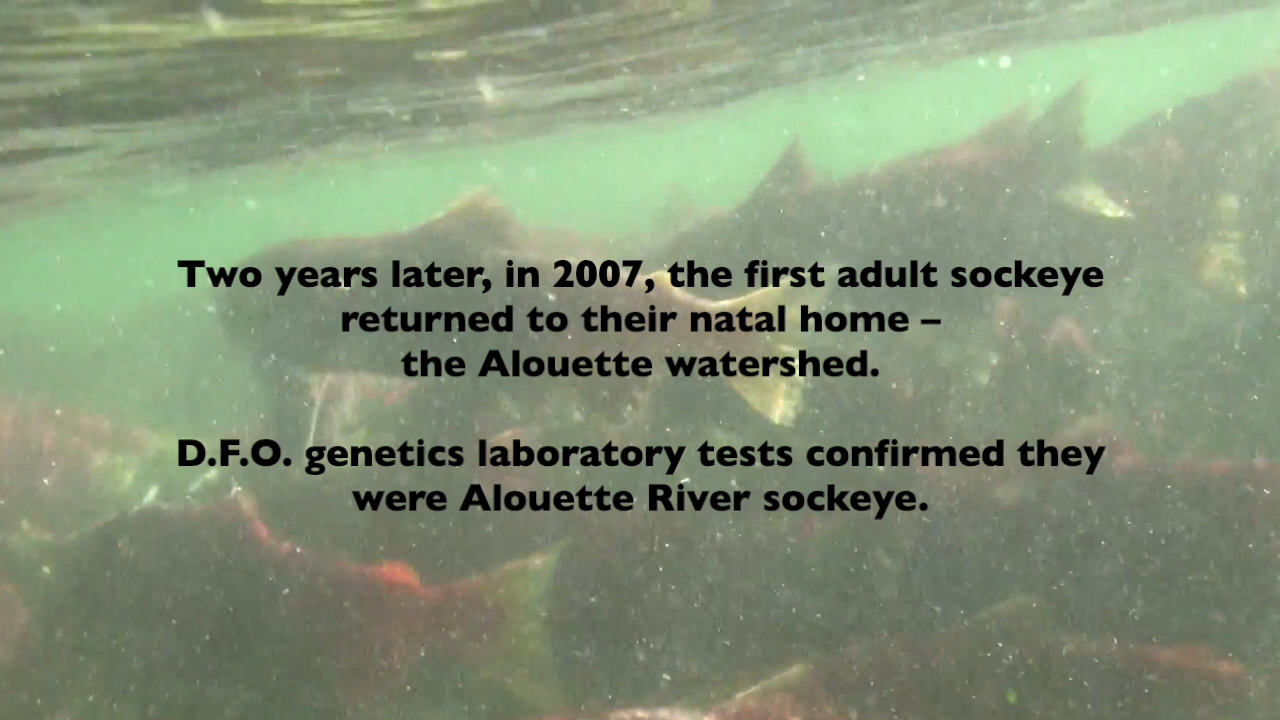 Two years later, in 2007, the first adult sockeye
returned to their natal home –
the Alouette watershed.
D.F.O. genetics laboratory tests confirmed they
were Alouette River sockeye.